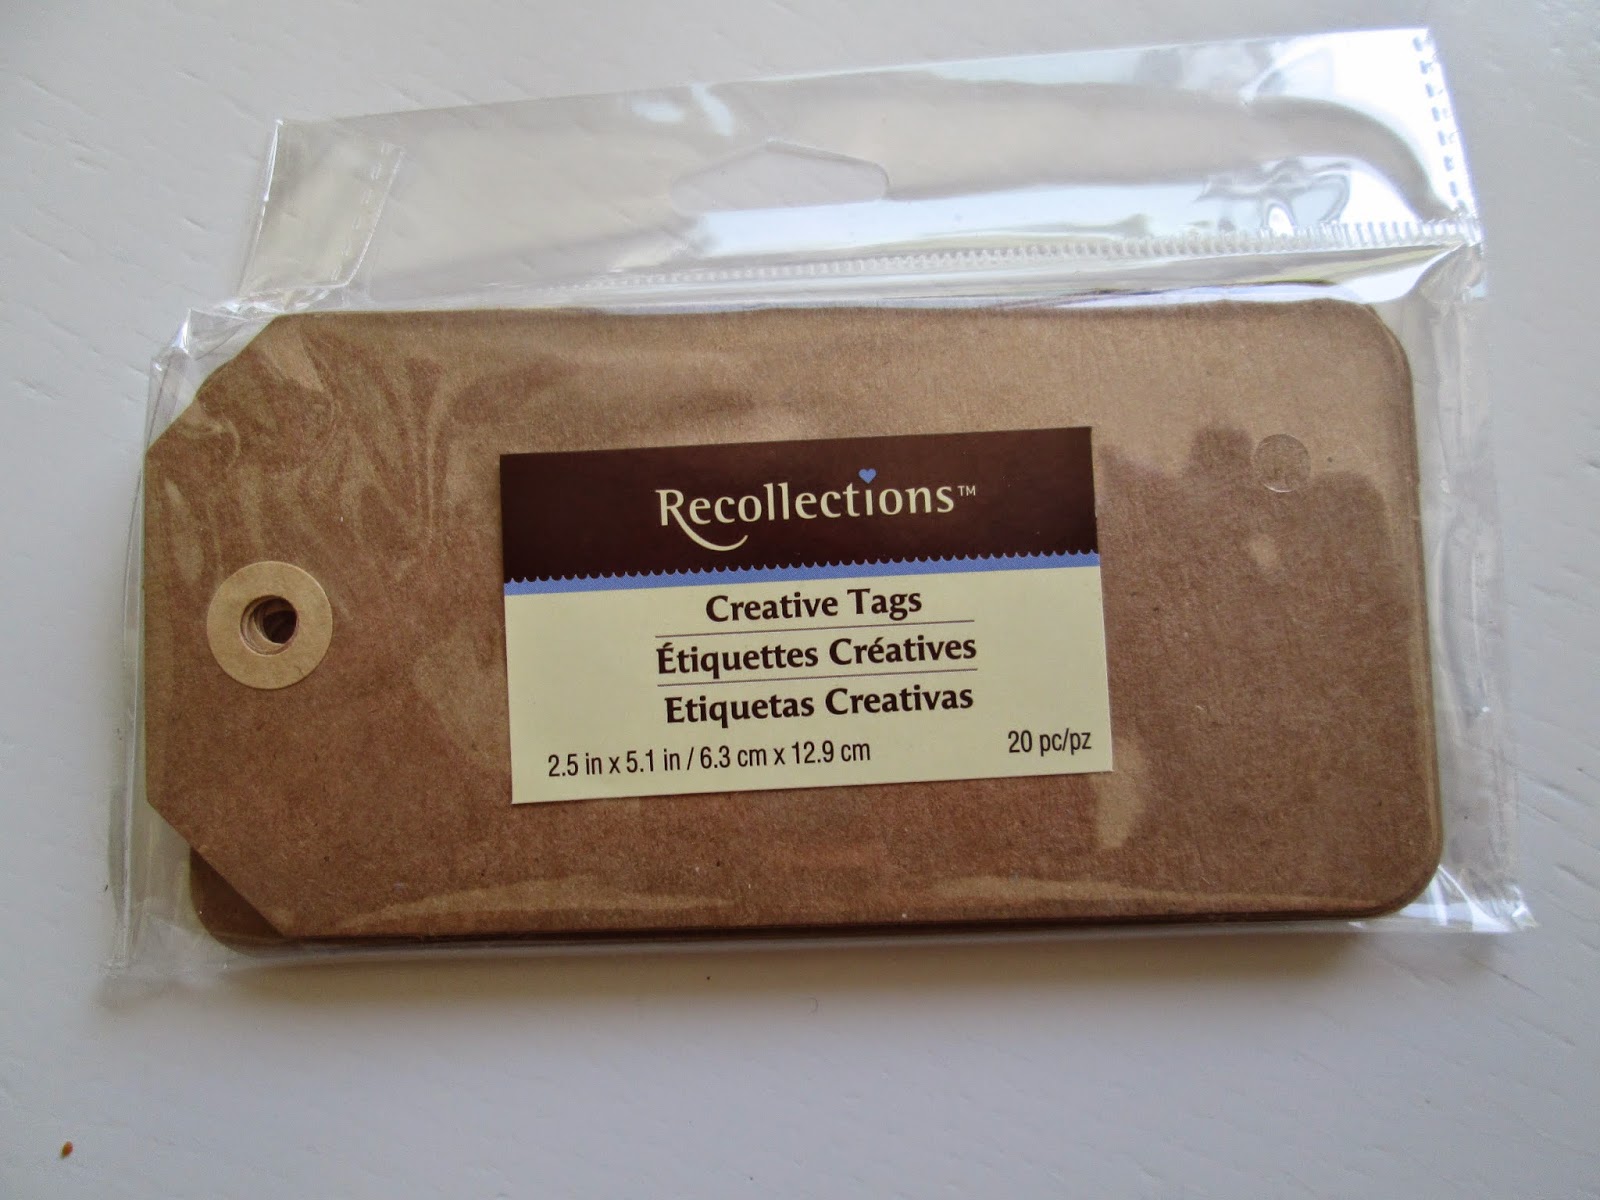 Recollections™
Creative Tags
Étiquettes Créatives
Etiquetas Creativas
2.5 in x 5.1 in / 6.3 cm x 12.9 cm
20 pc/pz